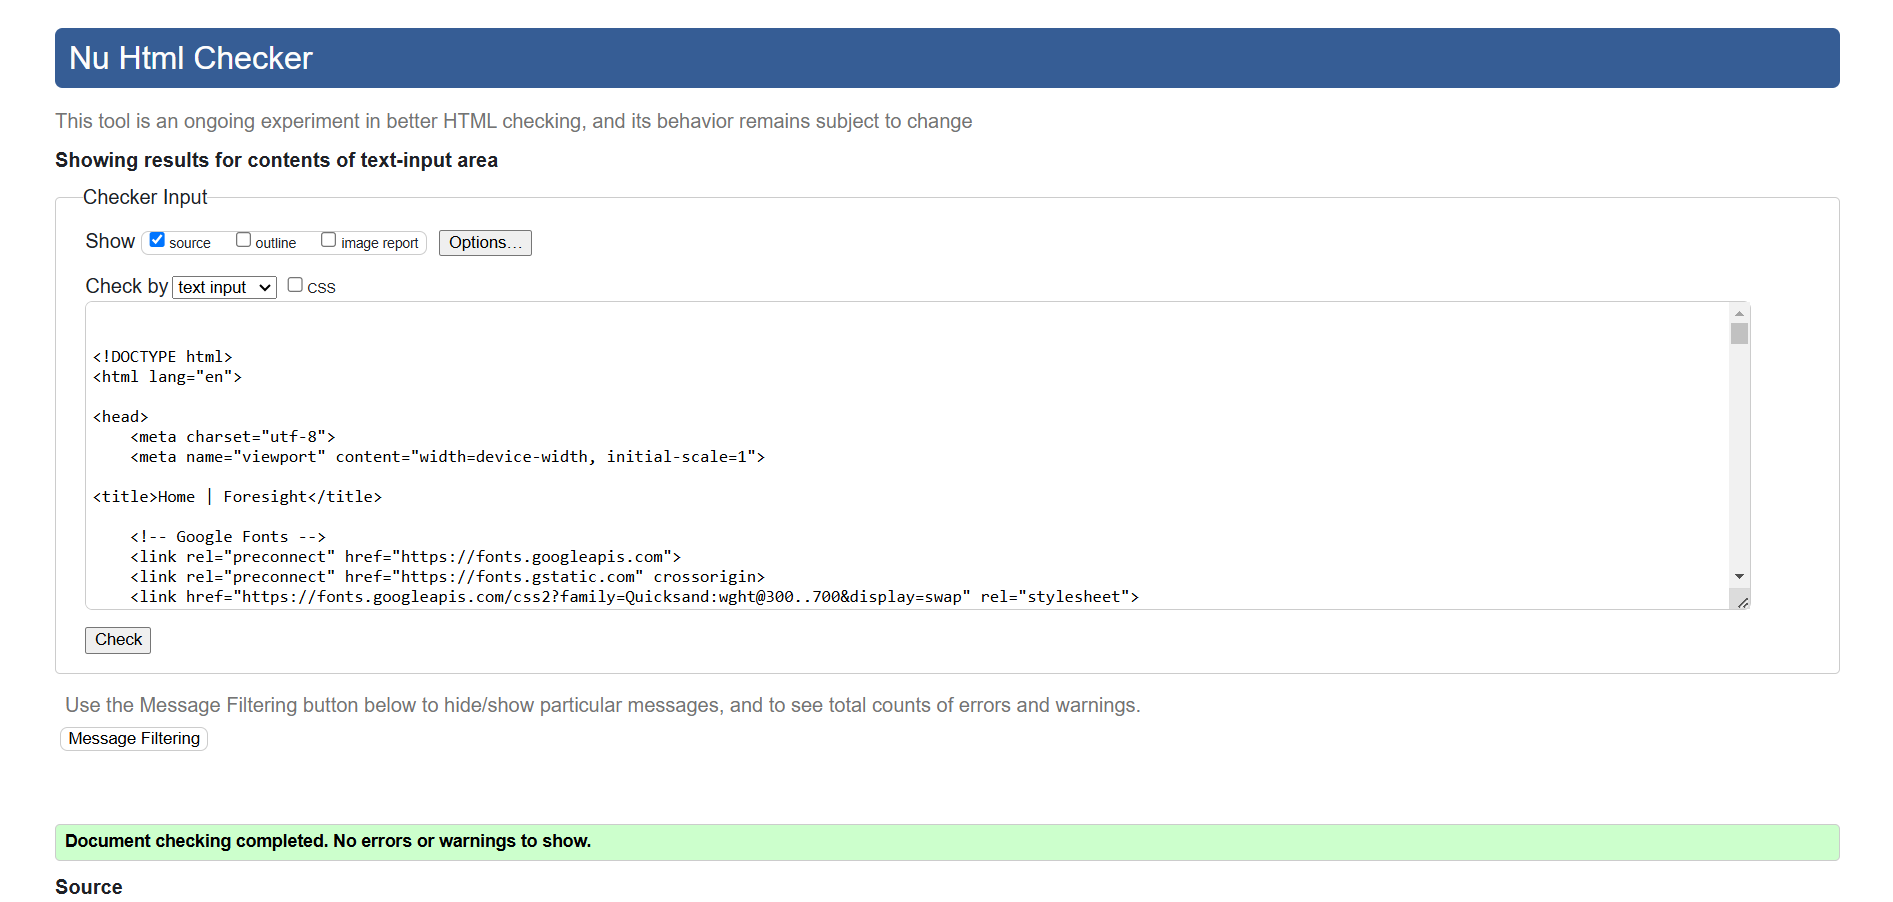 Nu Html Checker
This tool is an ongoing experiment in better HTML checking, and its behavior remains subject to change
Showing results for contents of text-input area
Checker Input
Show source outline image report Options...
Check by text input CSS
<!DOCTYPE html>
<html lang="en">
<head>
    <meta charset="utf-8">
    <meta name="viewport" content="width=device-width, initial-scale=1">
<title>Home | Foresight</title>
    <!-- Google Fonts -->
    <link rel="preconnect" href="https://fonts.googleapis.com">
    <link rel="preconnect" href="https://fonts.gstatic.com" crossorigin>
    <link href="https://fonts.googleapis.com/css2?family=Quicksand:wght@300..700&display=swap" rel="stylesheet">
Check
Use the Message Filtering button below to hide/show particular messages, and to see total counts of errors and warnings.
Message Filtering
Document checking completed. No errors or warnings to show.
Source